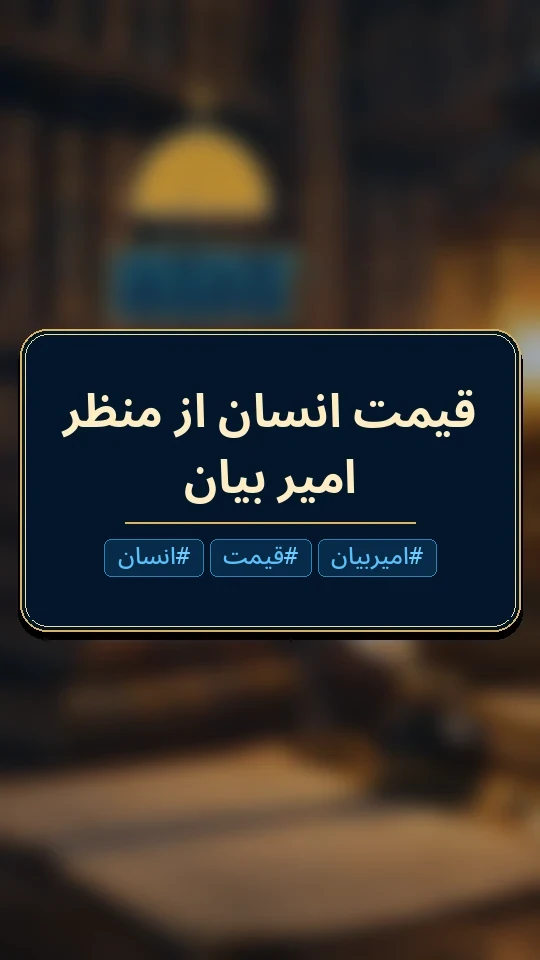 قیمت انسان از منظر
امیر بیان
#امیربیان #قیمت #انسان